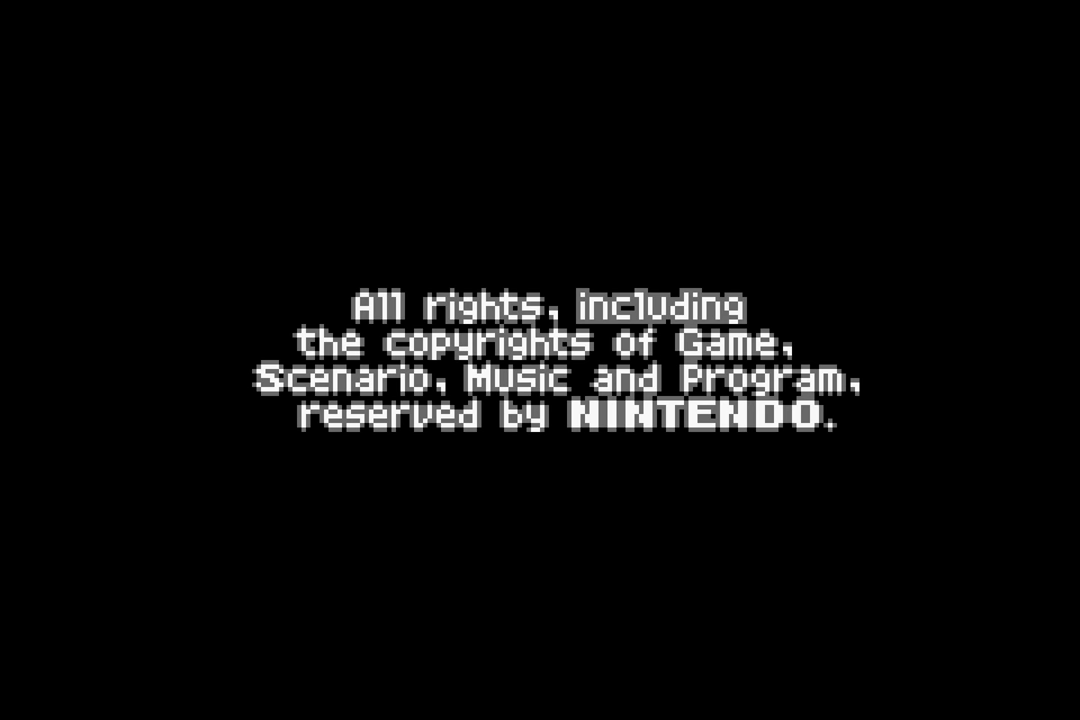 All rights, including
the copyrights of Game,
Scenario, Music and Program,
reserved by NINTENDO.